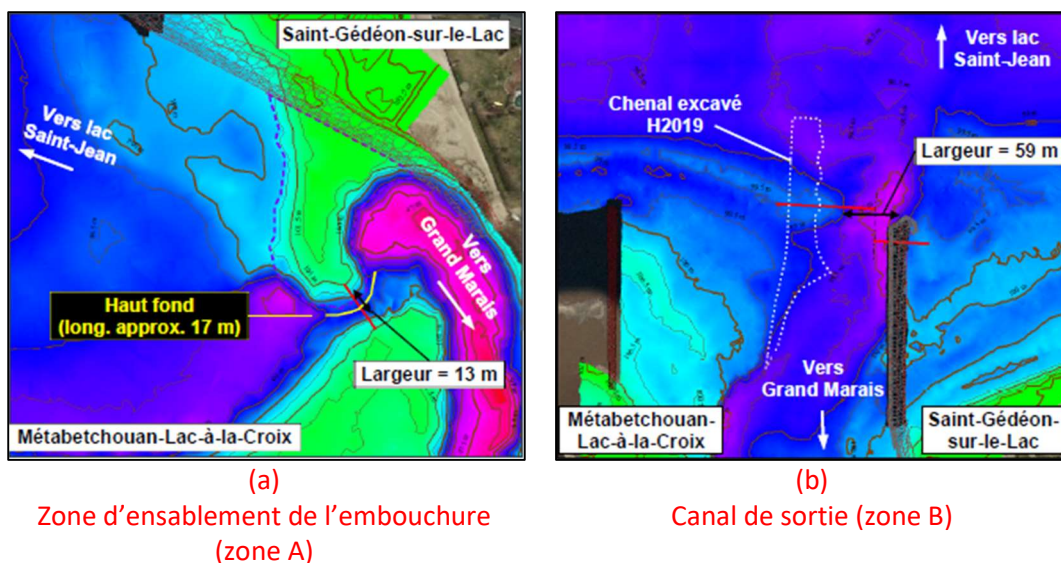 Saint-Gédéon-sur-le-Lac
Vers lac
Saint-Jean
Vers
Grand Marais
Haut fond
(long. approx. 17 m)
Largeur = 13 m
Métabetchouan-Lac-à-la-Croix
(a)
Zone d'ensablement de l'embouchure
(zone A)
Vers lac
Saint-Jean
Chenal excavé
H2019
Largeur = 59 m
Vers
Grand Marais
Métabetchouan-
Lac-à-la-Croix
Saint-Gédéon-
sur-le-Lac
(b)
Canal de sortie (zone B)